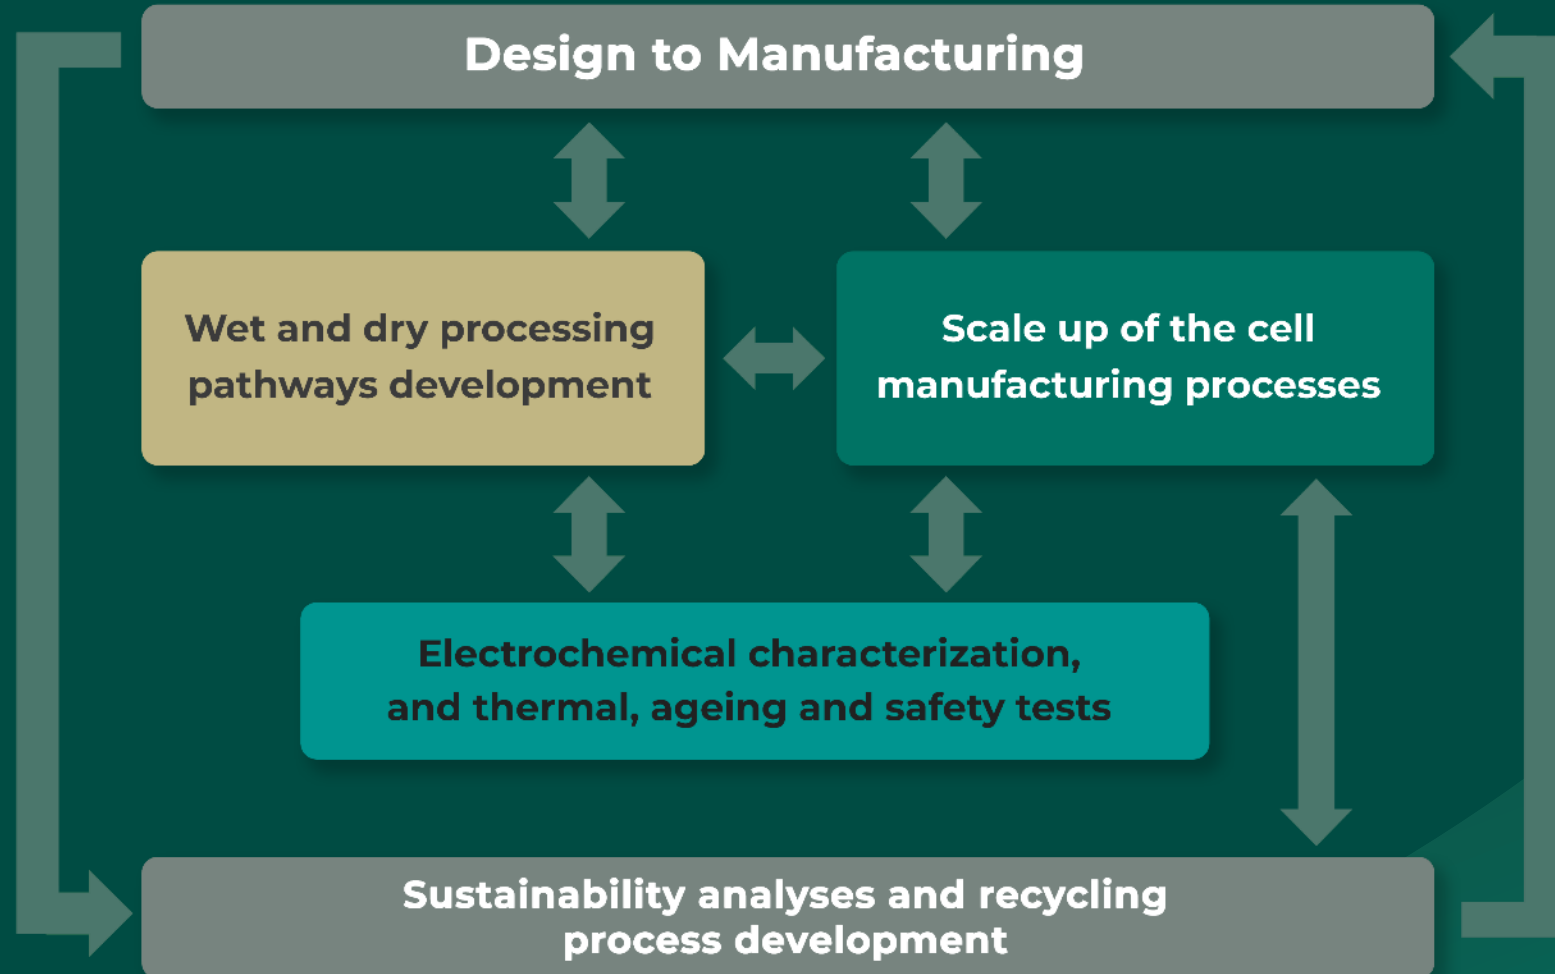 Design to Manufacturing
Wet and dry processing
pathways development
Scale up of the cell
manufacturing processes
Electrochemical characterization,
and thermal, ageing and safety tests
Sustainability analyses and recycling
process development